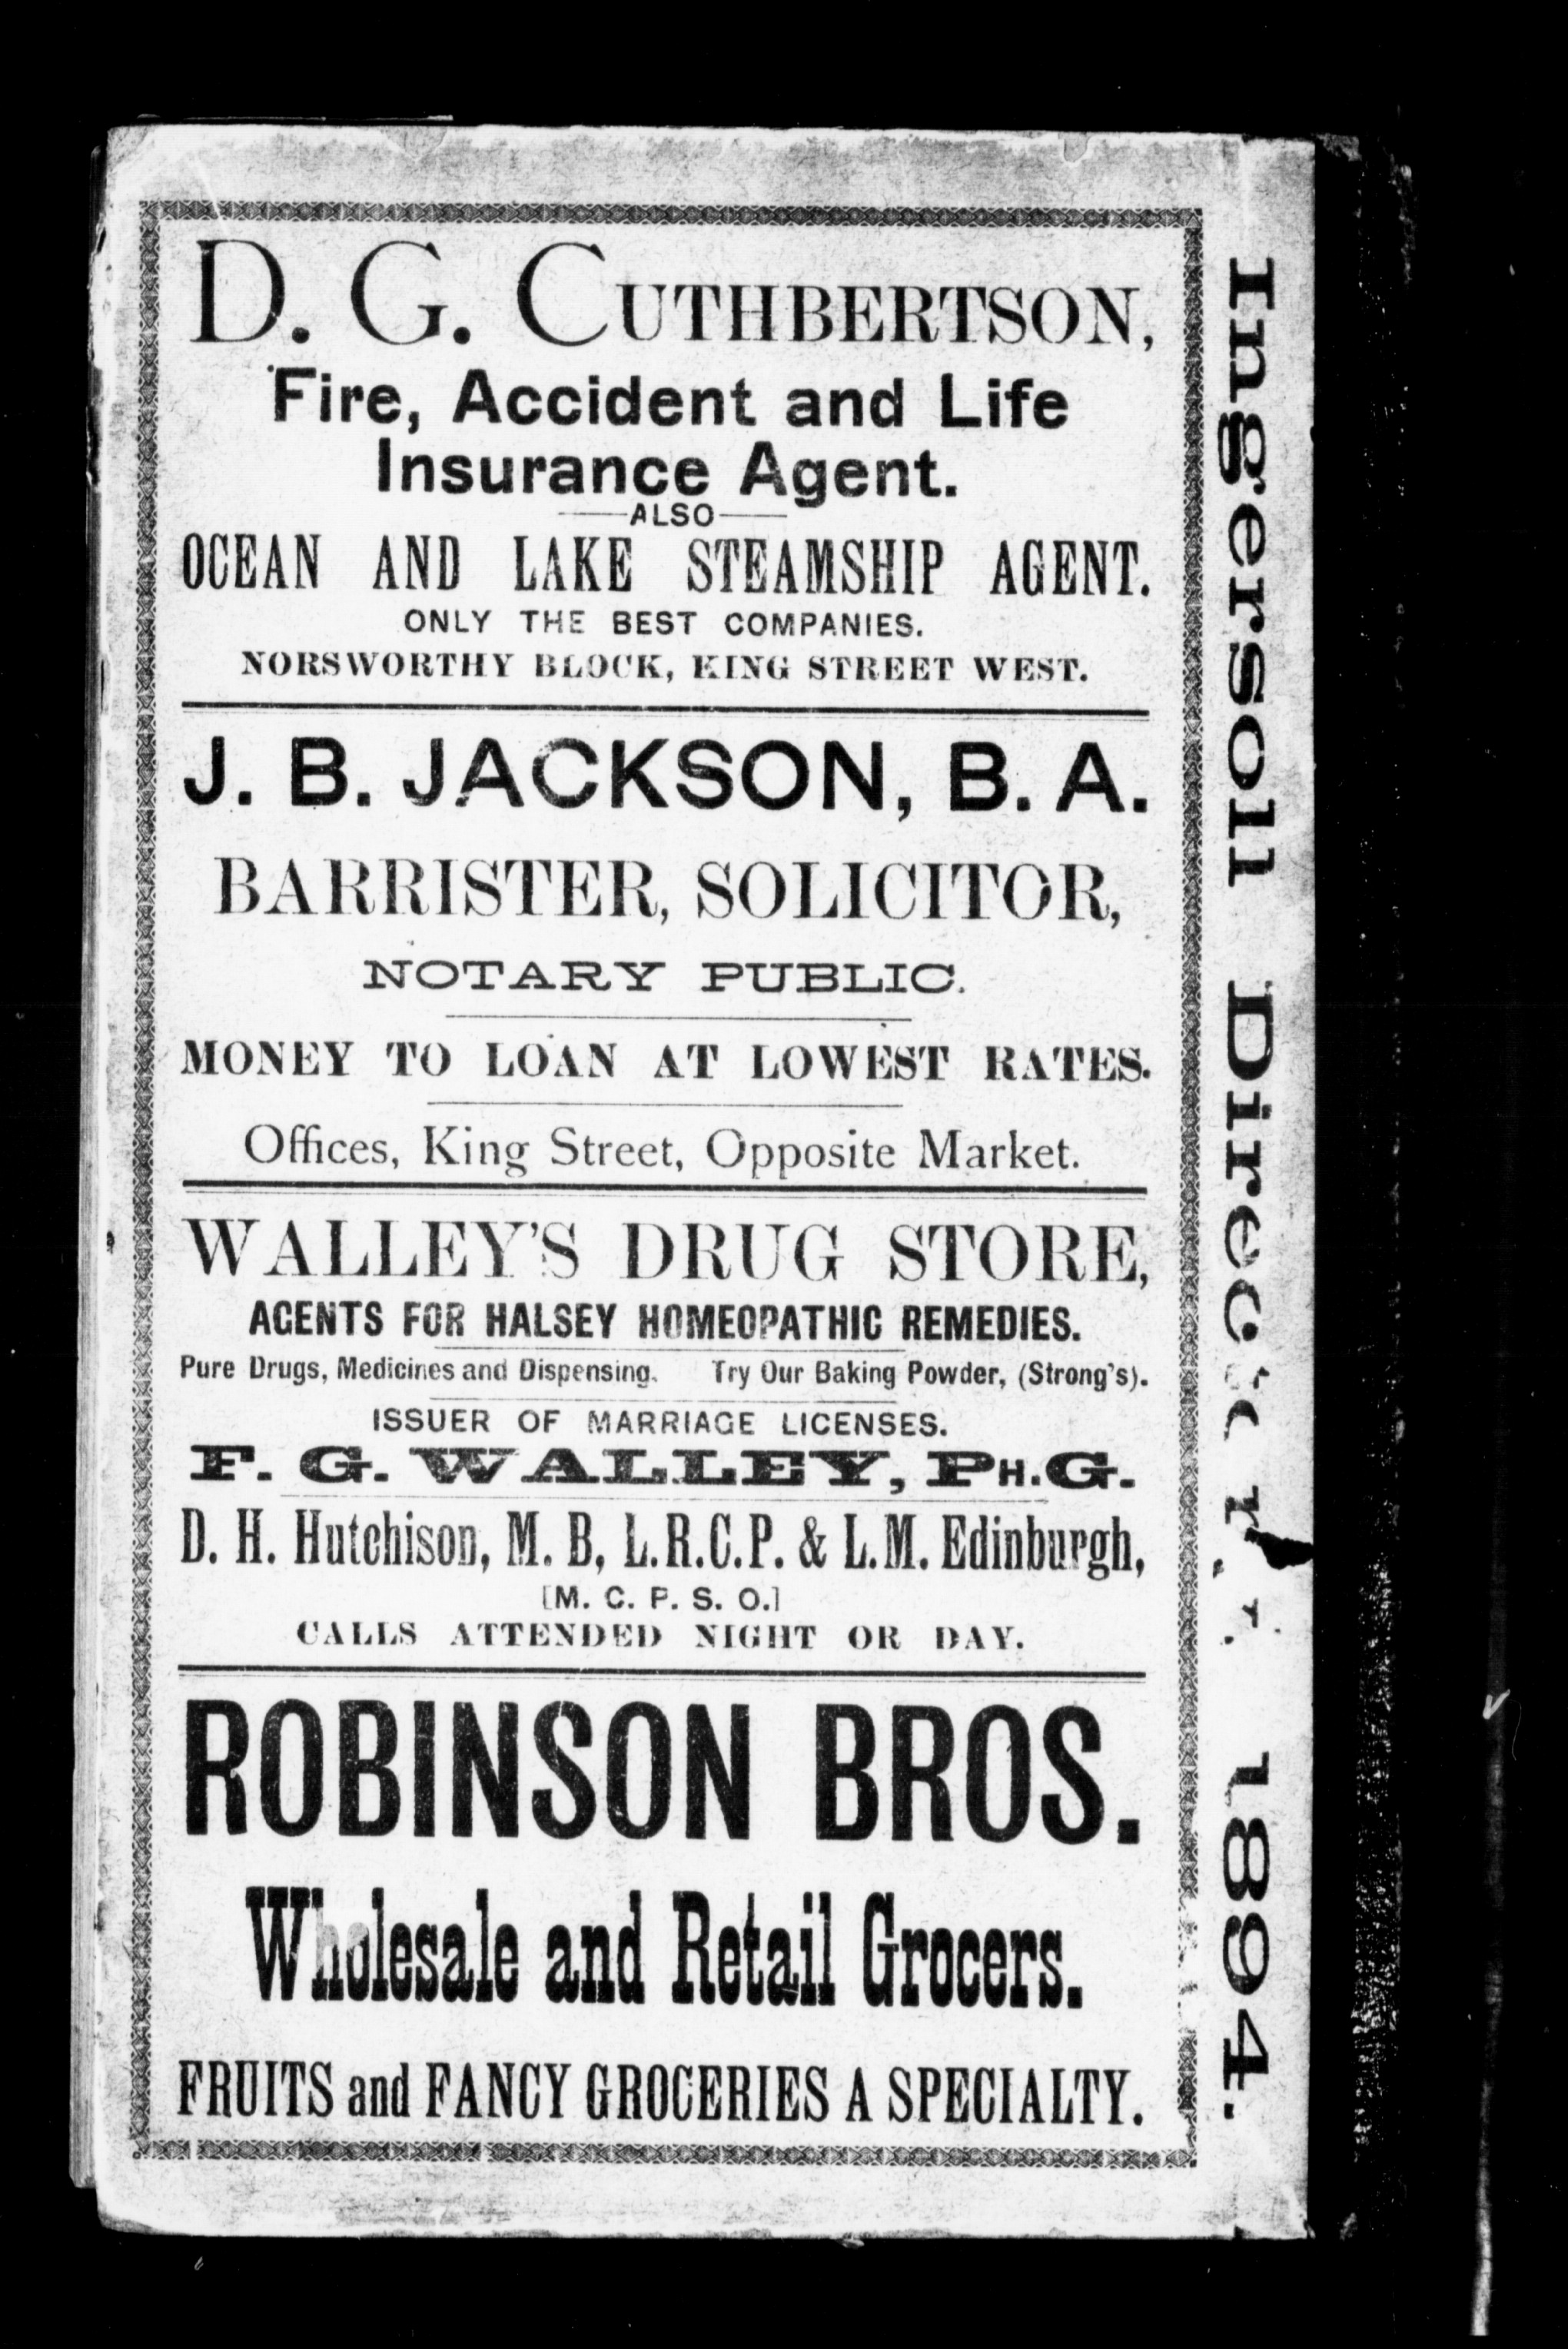 D. G. CUTHBERTSON,
Fire, Accident and Life
Insurance Agent.
ALSO
OCEAN AND LAKE STEAMSHIP AGENT.
ONLY THE BEST COMPANIES.
NORSWORTHY BLOCK, KING STREET WEST.
J. B. JACKSON, B. A.
BARRISTER, SOLICITOR,
NOTARY PUBLIC.
MONEY TO LOAN AT LOWEST RATES.
Offices, King Street, Opposite Market.
WALLEY'S DRUG STORE,
AGENTS FOR HALSEY HOMEOPATHIC REMEDIES.
Pure Drugs, Medicines and Dispensing. Try Our Baking Powder, (Strong's).
ISSUER OF MARRIAGE LICENSES.
F. G. WALLEY, PH.G.
D. H. Hutchison, M. B, L.R.C.P. & L.M. Edinburgh,
[M. C. P. S. O.]
CALLS ATTENDED NIGHT OR DAY.
ROBINSON BROS.
Wholesale and Retail Grocers.
FRUITS and FANCY GROCERIES A SPECIALTY.
Ingersoll 1894.